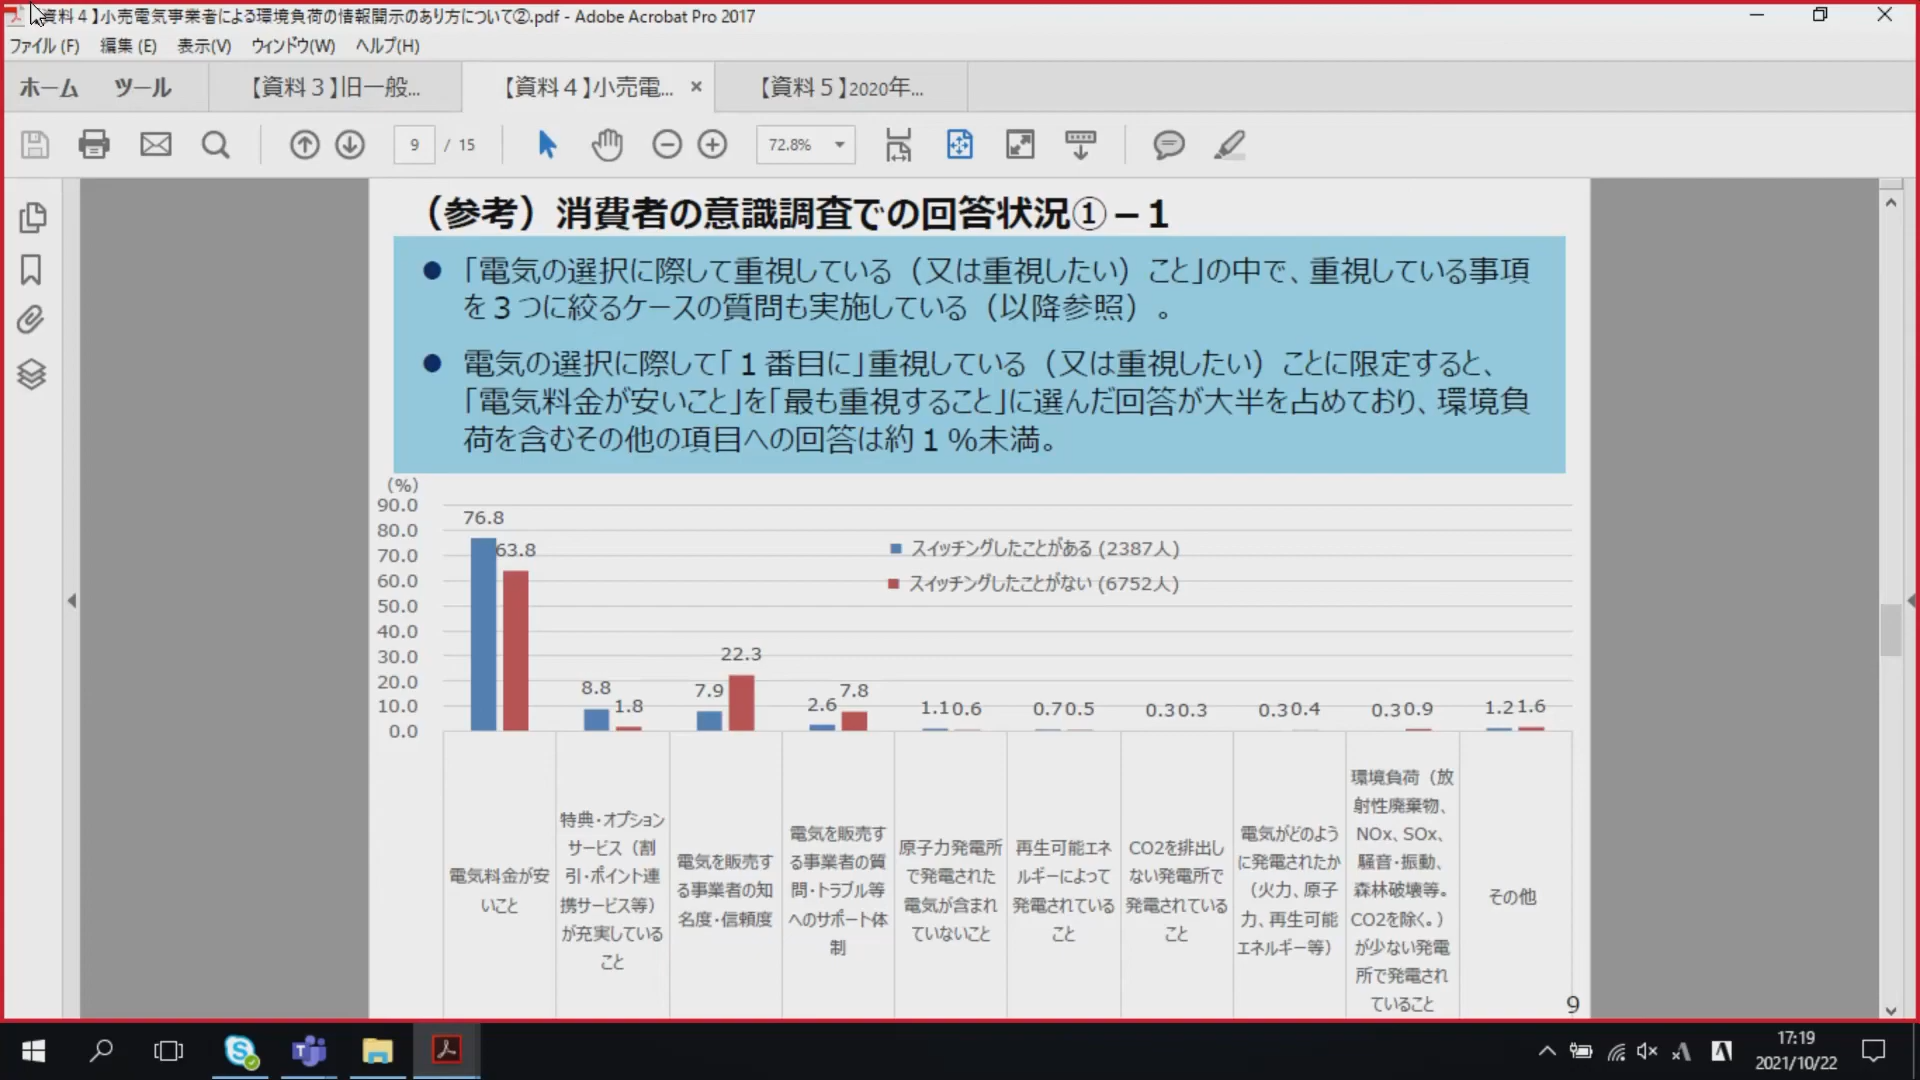 資料４】小売電気事業者による環境負荷の情報開示のあり方について②.pdf - Adobe Acrobat Pro 2017
ファイル(F) 編集(E) 表示(V) ウィンドウ(W) ヘルプ(H)
ホーム ツール 【資料３】旧一般... 【資料４】小売電... × 【資料５】2020年...
9 / 15 72.8%
（参考）消費者の意識調査での回答状況①－1
● 「電気の選択に際して重視している（又は重視したい）こと」の中で、重視している事項
を３つに絞るケースの質問も実施している（以降参照）。
● 電気の選択に際して「１番目に」重視している（又は重視したい）ことに限定すると、
「電気料金が安いこと」を「最も重視すること」に選んだ回答が大半を占めており、環境負
荷を含むその他の項目への回答は約１％未満。
(%)
90.0
80.0
70.0
60.0
50.0
40.0
30.0
20.0
10.0
0.0
スイッチングしたことがある (2387人)
スイッチングしたことがない (6752人)
76.8 63.8
8.8 1.8
7.9 22.3
2.6 7.8
1.1 0.6
0.7 0.5
0.3 0.3
0.3 0.4
0.3 0.9
1.2 1.6
電気料金が安
いこと
特典・オプション
サービス（割
引・ポイント連
携サービス等）
が充実している
こと
電気を販売す
る事業者の知
名度・信頼度
電気を販売す
る事業者の質
問・トラブル等
へのサポート体
制
原子力発電所
で発電された
電気が含まれ
ていないこと
再生可能エネ
ルギーによって
発電されている
こと
CO2を排出し
ない発電所で
発電されている
こと
電気がどのよう
に発電されたか
（火力、原子
力、再生可能
エネルギー等）
環境負荷（放
射性廃棄物、
NOx、SOx、
騒音・振動、
森林破壊等。
CO2を除く。）
が少ない発電
所で発電され
ていること
その他
9
17:19
2021/10/22